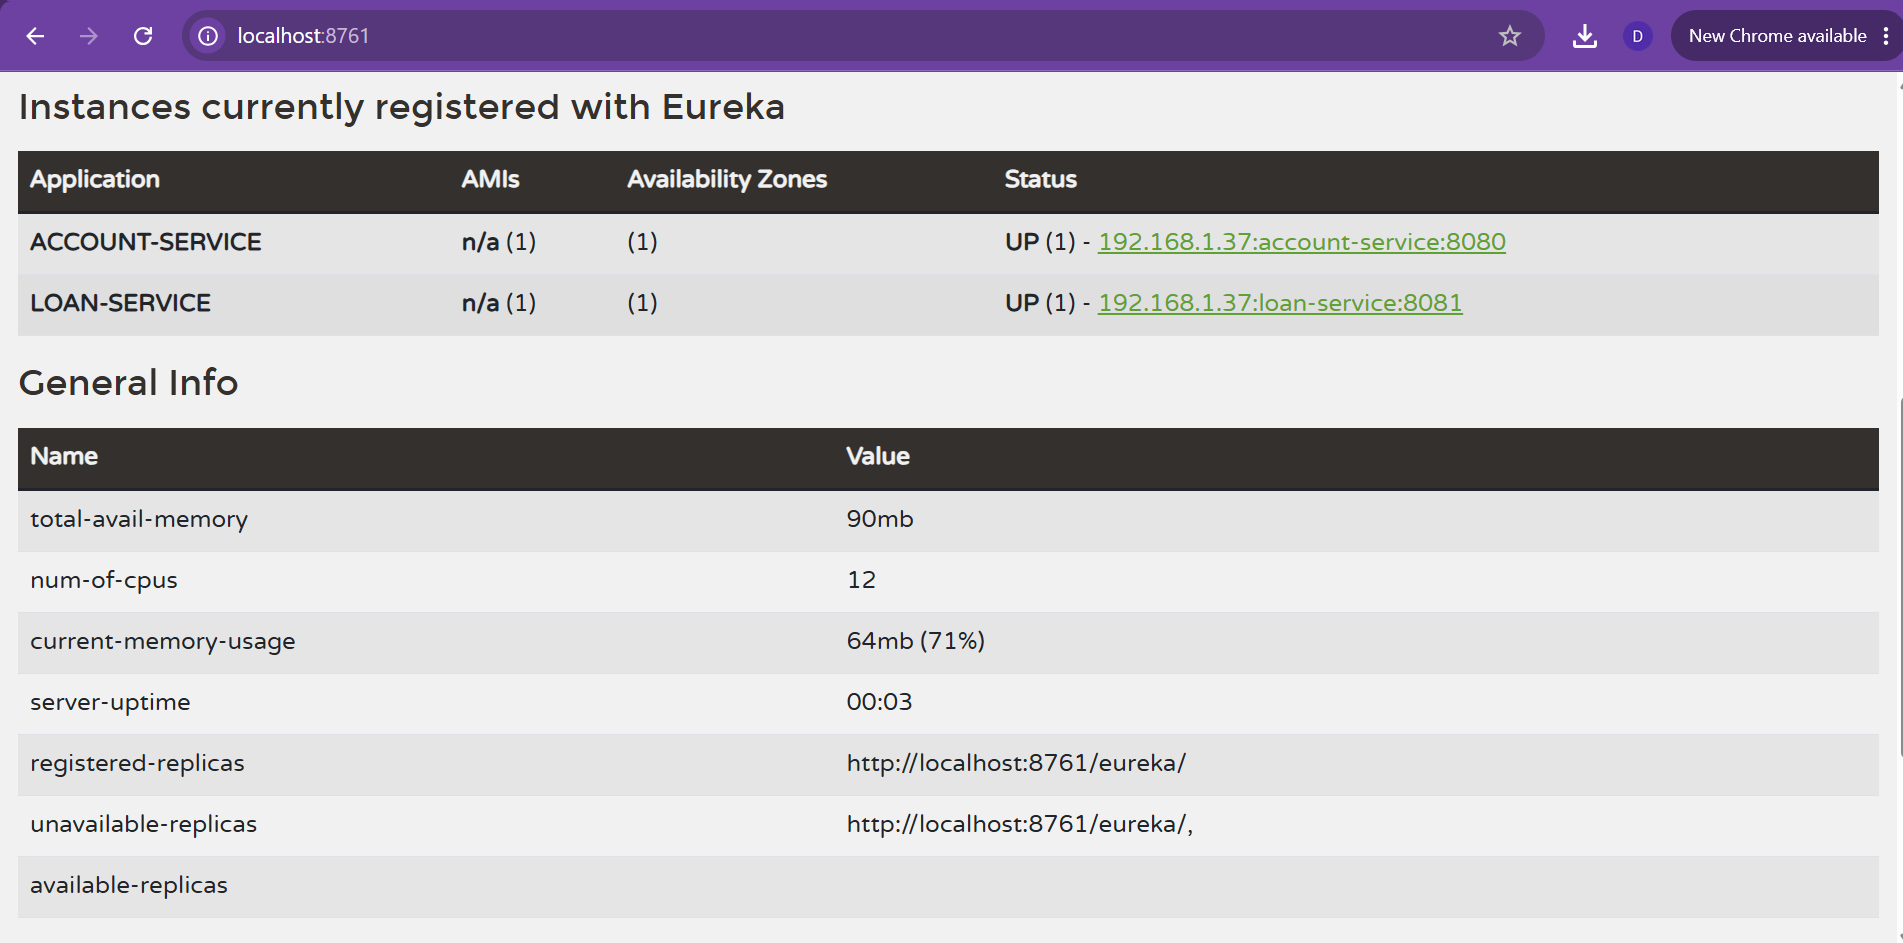 localhost:8761
D
New Chrome available
Instances currently registered with Eureka
Application AMIs Availability Zones Status
ACCOUNT-SERVICE n/a (1) (1) UP (1) - 192.168.1.37:account-service:8080
LOAN-SERVICE n/a (1) (1) UP (1) - 192.168.1.37:loan-service:8081
General Info
Name Value
total-avail-memory 90mb
num-of-cpus 12
current-memory-usage 64mb (71%)
server-uptime 00:03
registered-replicas http://localhost:8761/eureka/
unavailable-replicas http://localhost:8761/eureka/,
available-replicas